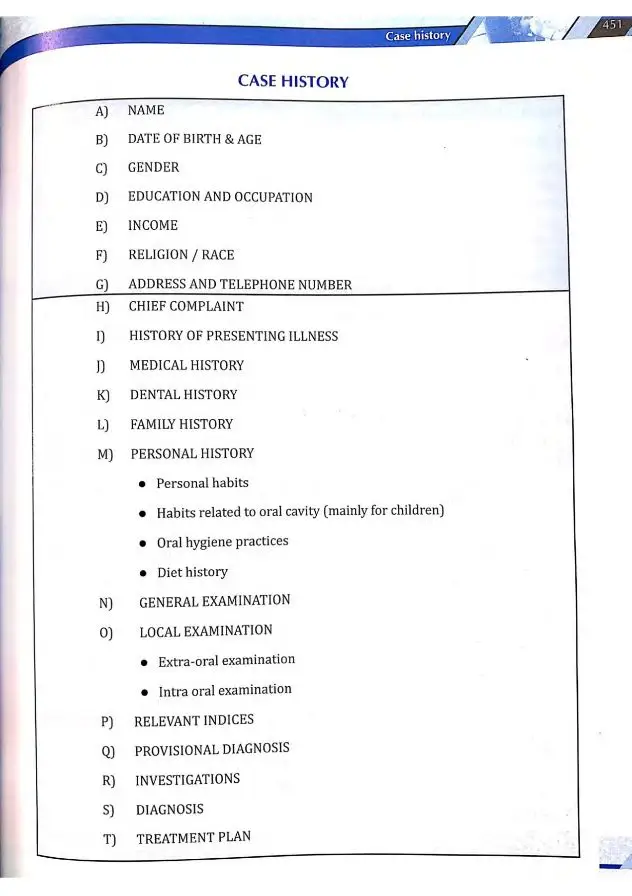 Case history
451
CASE HISTORY
A) NAME
B) DATE OF BIRTH & AGE
C) GENDER
D) EDUCATION AND OCCUPATION
E) INCOME
F) RELIGION / RACE
G) ADDRESS AND TELEPHONE NUMBER
H) CHIEF COMPLAINT
I) HISTORY OF PRESENTING ILLNESS
J) MEDICAL HISTORY
K) DENTAL HISTORY
L) FAMILY HISTORY
M) PERSONAL HISTORY
● Personal habits
● Habits related to oral cavity (mainly for children)
● Oral hygiene practices
● Diet history
N) GENERAL EXAMINATION
O) LOCAL EXAMINATION
● Extra-oral examination
● Intra oral examination
P) RELEVANT INDICES
Q) PROVISIONAL DIAGNOSIS
R) INVESTIGATIONS
S) DIAGNOSIS
T) TREATMENT PLAN